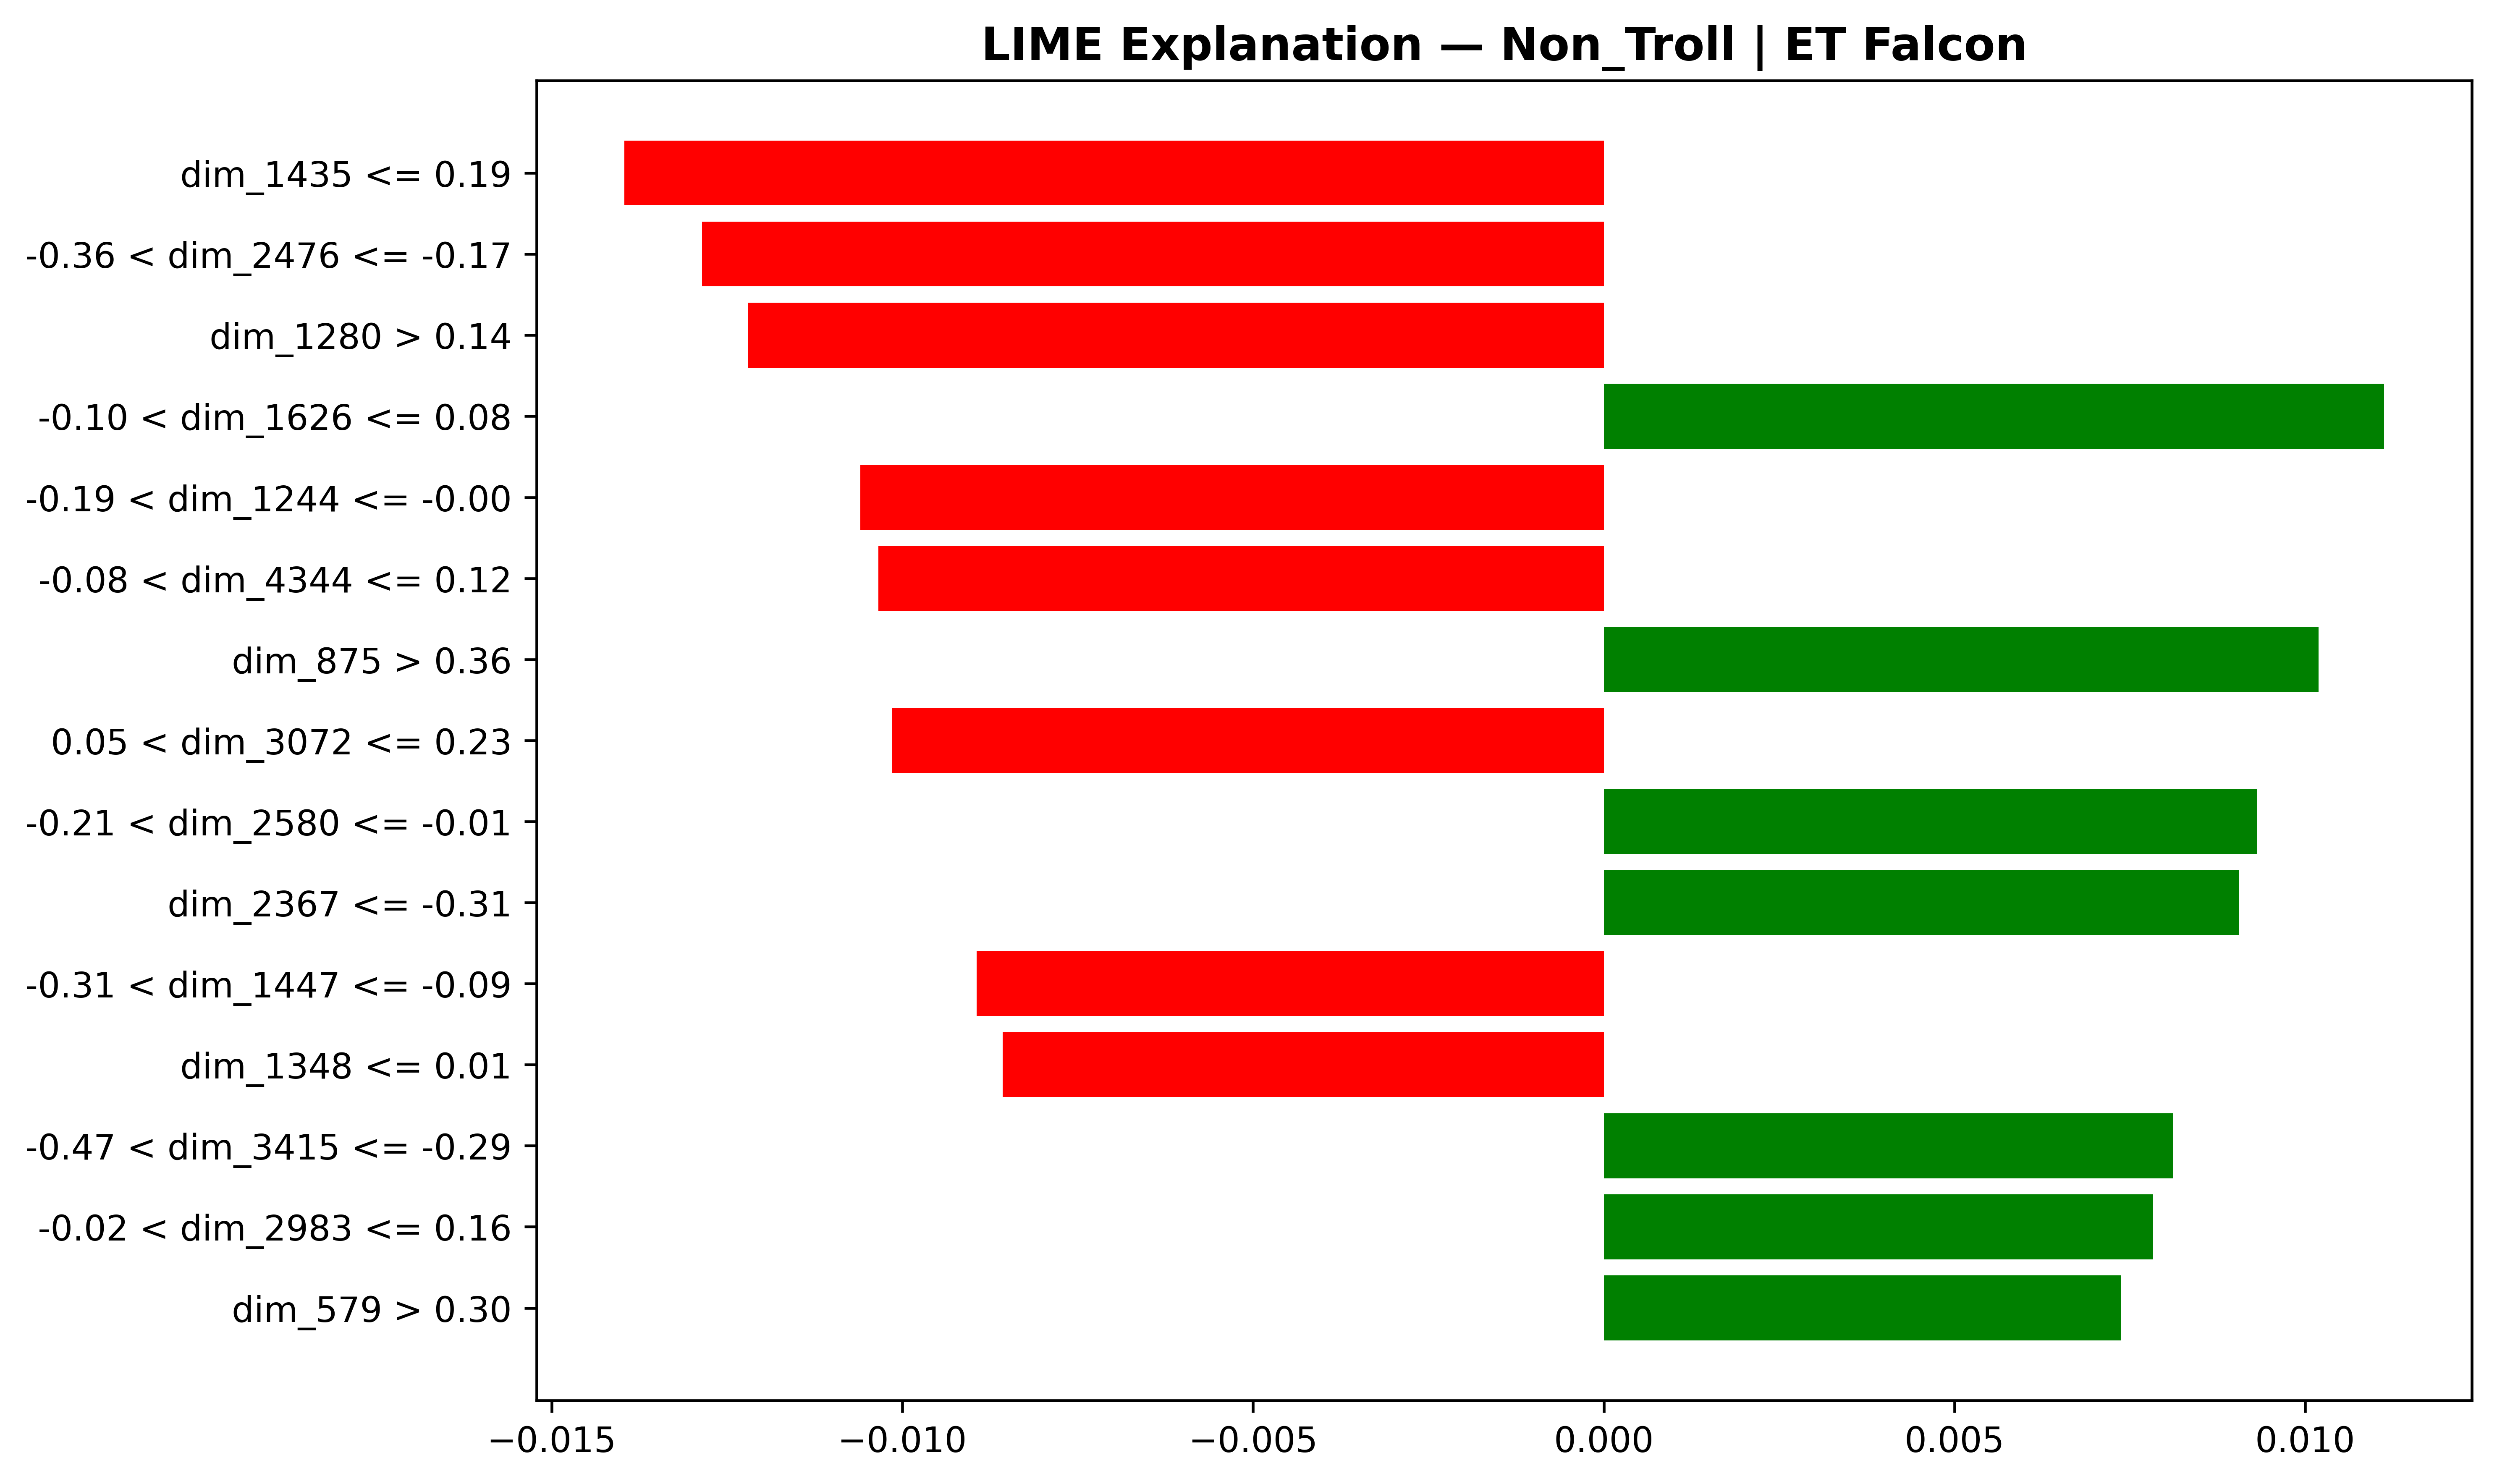 LIME Explanation — Non_Troll | ET Falcon
dim_1435 <= 0.19
-0.36 < dim_2476 <= -0.17
dim_1280 > 0.14
-0.10 < dim_1626 <= 0.08
-0.19 < dim_1244 <= -0.00
-0.08 < dim_4344 <= 0.12
dim_875 > 0.36
0.05 < dim_3072 <= 0.23
-0.21 < dim_2580 <= -0.01
dim_2367 <= -0.31
-0.31 < dim_1447 <= -0.09
dim_1348 <= 0.01
-0.47 < dim_3415 <= -0.29
-0.02 < dim_2983 <= 0.16
dim_579 > 0.30
−0.015 −0.010 −0.005 0.000 0.005 0.010